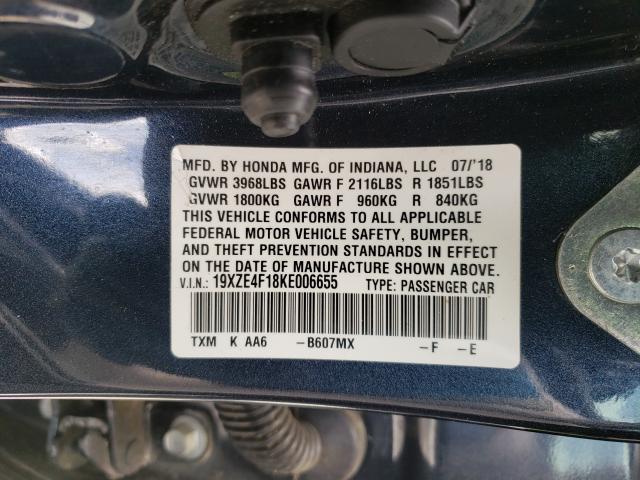 MFD. BY HONDA MFG. OF INDIANA, LLC 07/'18
GVWR 3968LBS GAWR F 2116LBS R 1851LBS
GVWR 1800KG GAWR F 960KG R 840KG
THIS VEHICLE CONFORMS TO ALL APPLICABLE
FEDERAL MOTOR VEHICLE SAFETY, BUMPER,
AND THEFT PREVENTION STANDARDS IN EFFECT
ON THE DATE OF MANUFACTURE SHOWN ABOVE.
V.I.N.: 19XZE4F18KE006655 TYPE: PASSENGER CAR
TXM K AA6 -B607MX -F -E